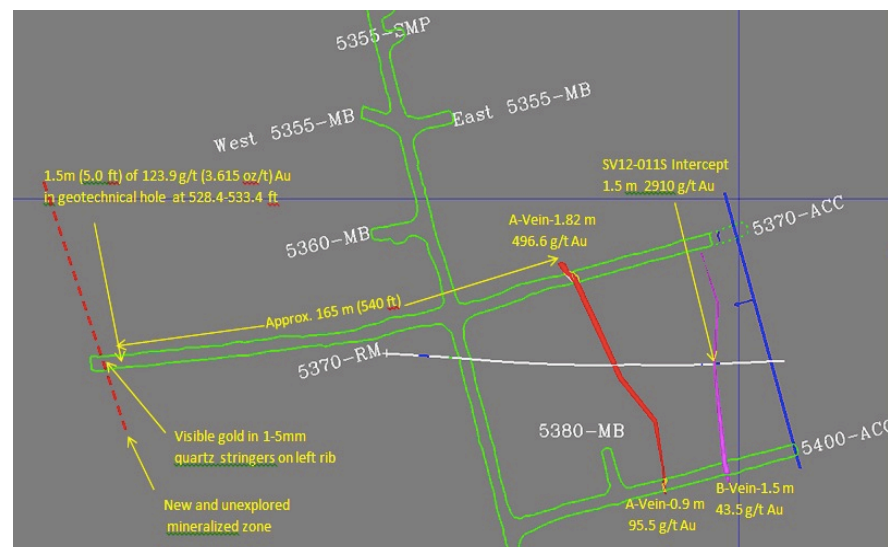 5355-SMP
West 5355-MB
East 5355-MB
SV12-011S Intercept
1.5 m 2910 g/t Au
1.5m (5.0 ft) of 123.9 g/t (3.615 oz/t) Au
in geotechnical hole at 528.4-533.4 ft
A-Vein-1.82 m
496.6 g/t Au
5370-ACC
5360-MB
Approx. 165 m (540 ft)
5370-RM
Visible gold in 1-5mm
quartz stringers on left rib
5380-MB
5400-ACC
New and unexplored
mineralized zone
A-Vein-0.9 m
95.5 g/t Au
B-Vein-1.5 m
43.5 g/t Au